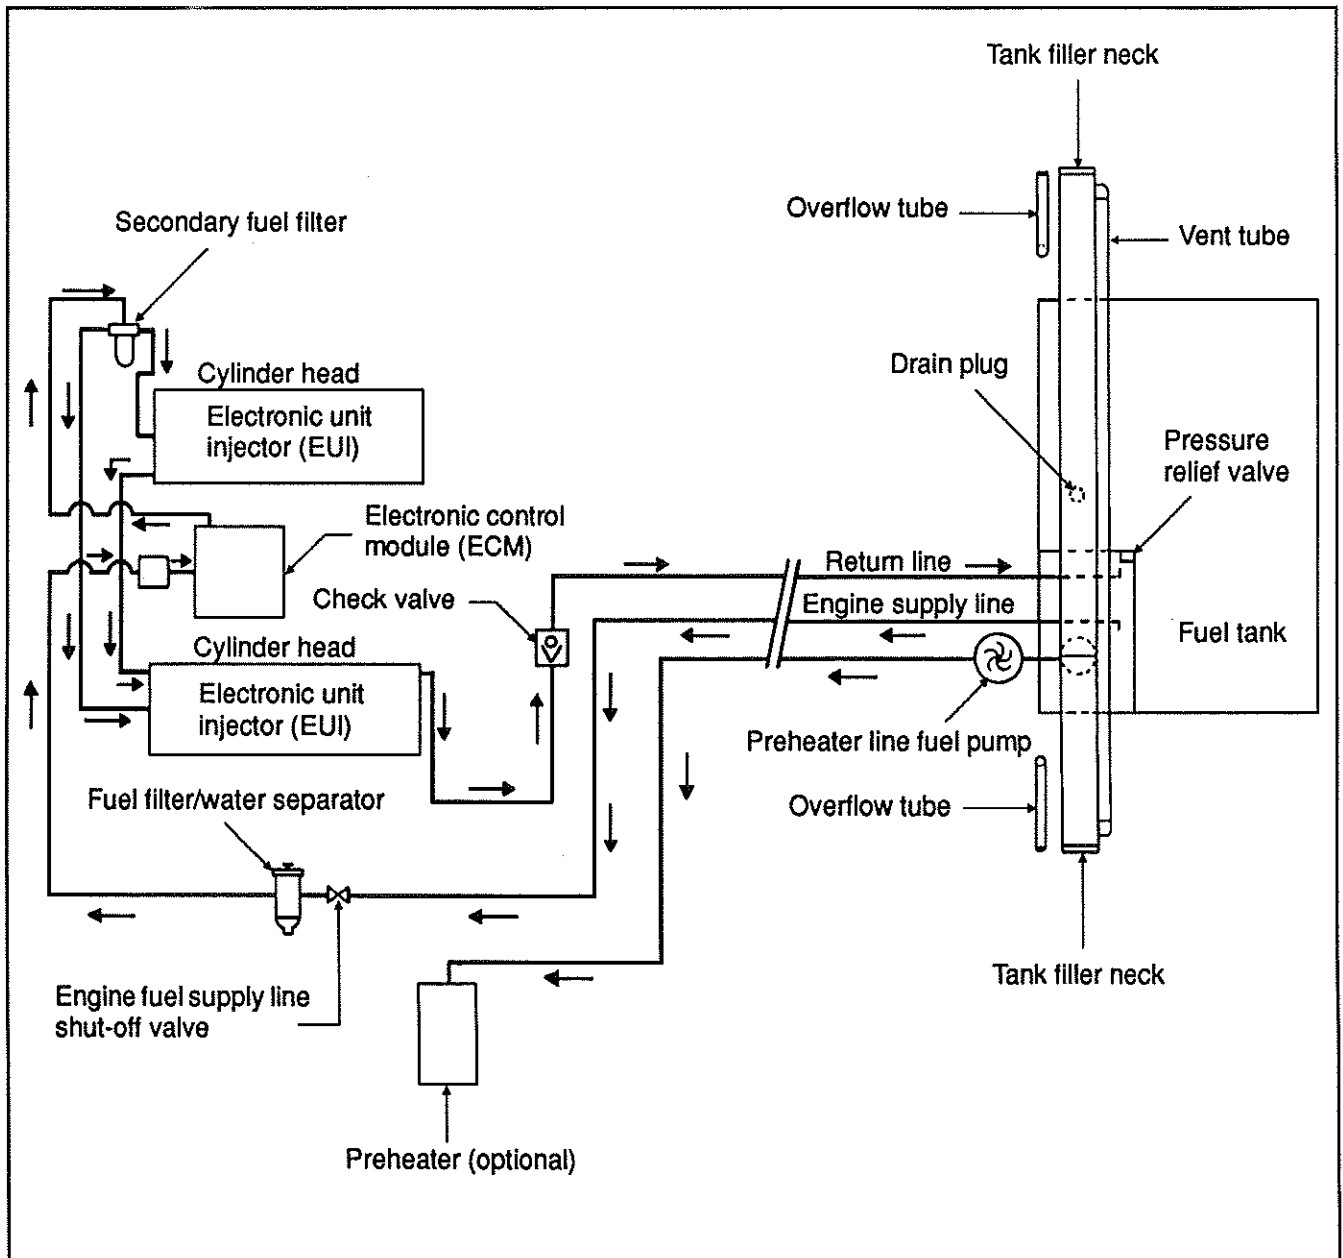 Tank filler neck
Overflow tube
Vent tube
Secondary fuel filter
Cylinder head
Electronic unit
injector (EUI)
Drain plug
Pressure
relief valve
Electronic control
module (ECM)
Check valve
Return line
Engine supply line
Fuel tank
Cylinder head
Electronic unit
injector (EUI)
Preheater line fuel pump
Fuel filter/water separator
Overflow tube
Tank filler neck
Engine fuel supply line
shut-off valve
Preheater (optional)